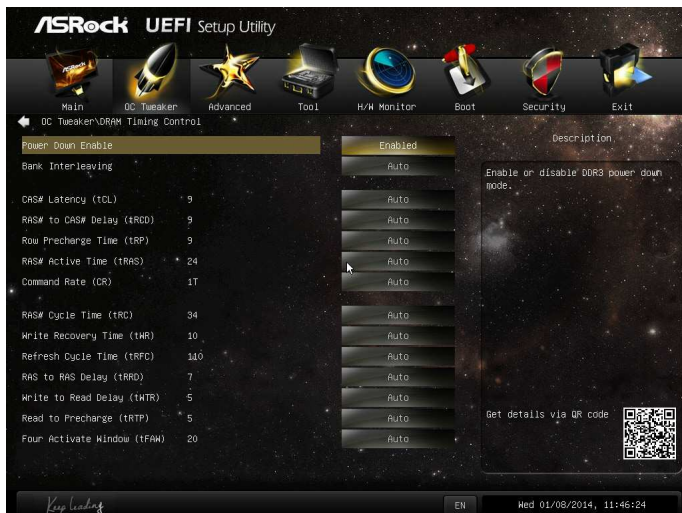 ASRock UEFI Setup Utility
Main OC Tweaker Advanced Tool H/W Monitor Boot Security Exit
OC Tweaker\DRAM Timing Control
Power Down Enable Enabled
Bank Interleaving Auto
CAS# Latency (tCL) 9 Auto
RAS# to CAS# Delay (tRCD) 9 Auto
Row Precharge Time (tRP) 9 Auto
RAS# Active Time (tRAS) 24 Auto
Command Rate (CR) 1T Auto
RAS# Cycle Time (tRC) 34 Auto
Write Recovery Time (tWR) 10 Auto
Refresh Cycle Time (tRFC) 110 Auto
RAS to RAS Delay (tRRD) 7 Auto
Write to Read Delay (tWTR) 5 Auto
Read to Precharge (tRTP) 5 Auto
Four Activate Window (tFAW) 20 Auto
Description
Enable or disable DDR3 power down
mode.
Get details via QR code
Keep Leading
EN Wed 01/08/2014, 11:46:24